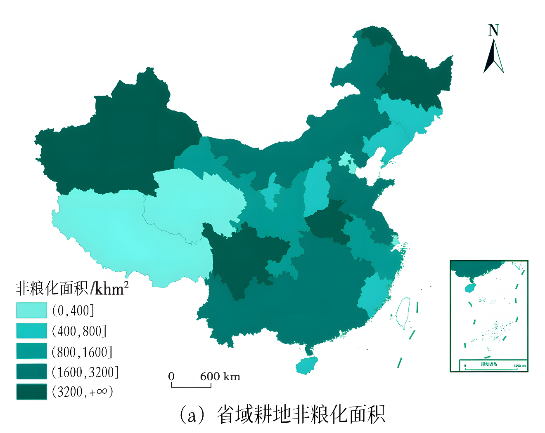 N
非粮化面积/khm²
(0,400]
(400,800]
(800,1600]
(1600,3200]
(3200,+∞)
0 600 km
(a) 省域耕地非粮化面积